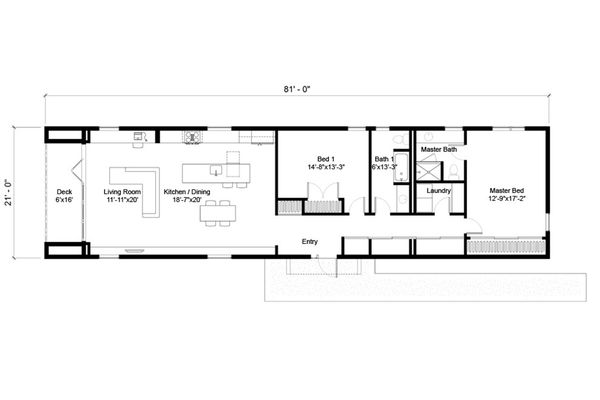 81' - 0"
21' - 0"
Deck
6'x16'
Living Room
11'-11"x20'
Kitchen / Dining
18'-7"x20'
Bed 1
14'-8"x13'-3"
Bath 1
6'x13'-3"
Master Bath
Laundry
Master Bed
12'-9"x17'-2"
Entry